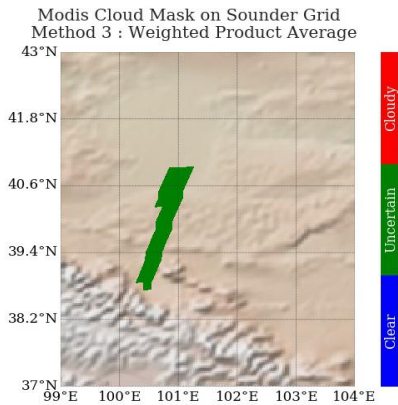 Modis Cloud Mask on Sounder Grid
Method 3 : Weighted Product Average
43°N
41.8°N
40.6°N
39.4°N
38.2°N
37°N
99°E
100°E
101°E
102°E
103°E
104°E
Cloudy
Uncertain
Clear